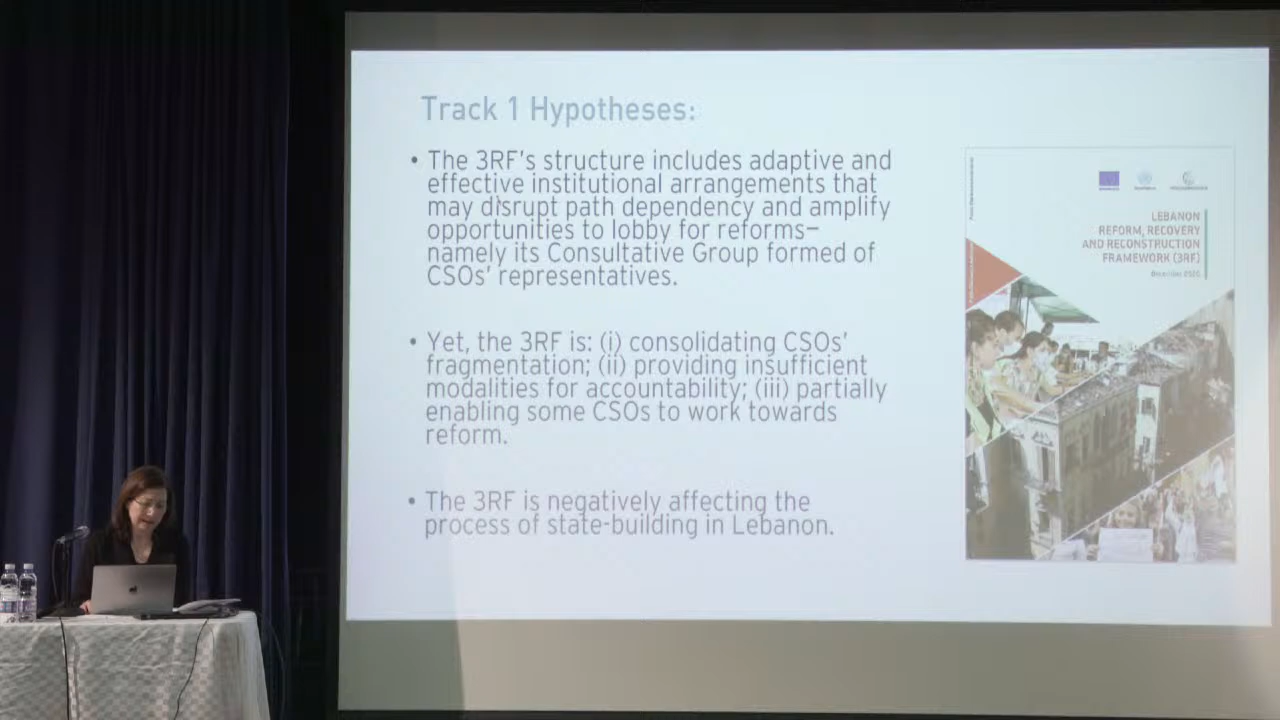 Track 1 Hypotheses:
• The 3RF's structure includes adaptive and
effective institutional arrangements that
may disrupt path dependency and amplify
opportunities to lobby for reforms—
namely its Consultative Group formed of
CSOs' representatives.
• Yet, the 3RF is: (i) consolidating CSOs'
fragmentation; (ii) providing insufficient
modalities for accountability; (iii) partially
enabling some CSOs to work towards
reform.
• The 3RF is negatively affecting the
process of state-building in Lebanon.
LEBANON
REFORM, RECOVERY
AND RECONSTRUCTION
FRAMEWORK (3RF)
December 2020